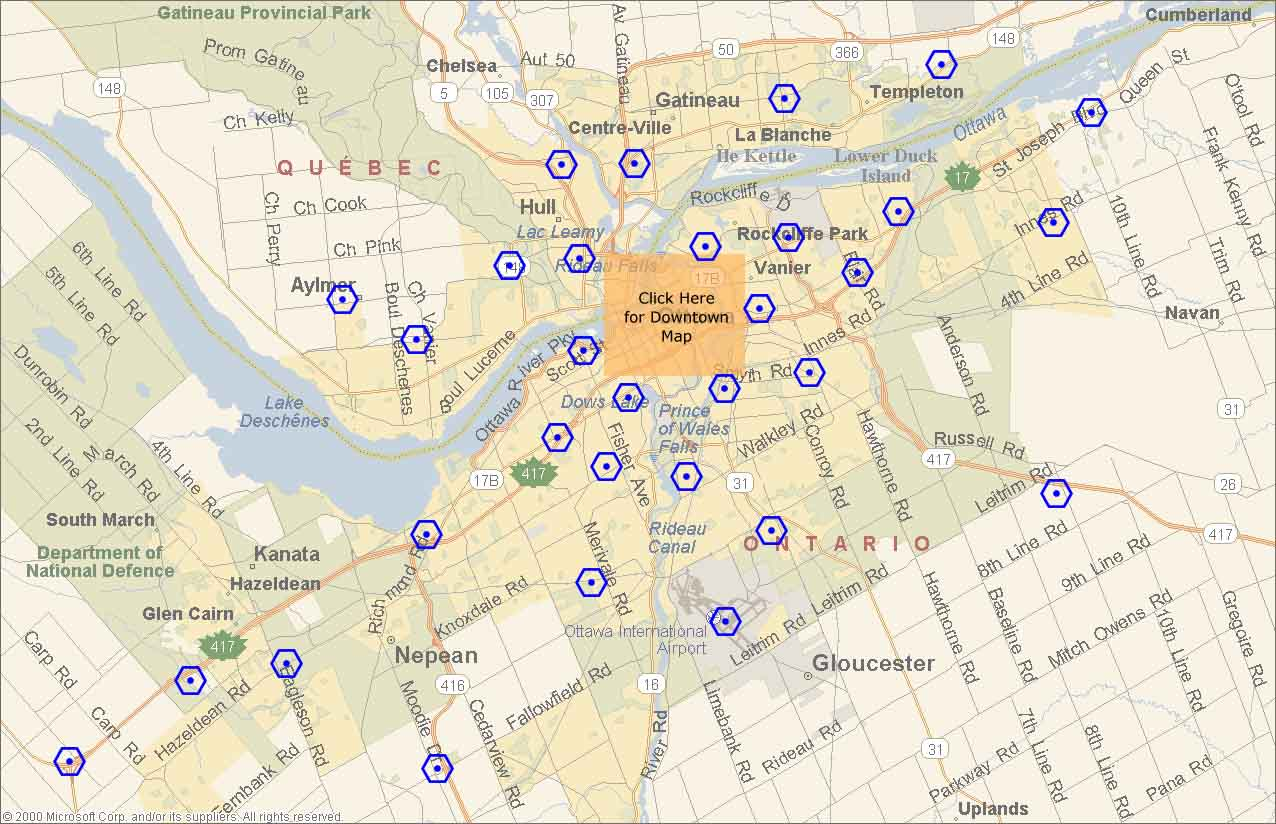 Gatineau Provincial Park
Cumberland
148
50
366
Prom Gatineau
Av Gatineau
Chelsea
Aut 50
148
5
105
307
Gatineau
Templeton
Queen St
O'tool Rd
Ch Kelly
Centre-Ville
La Blanche
Ottawa
St Joseph Blvd
Frank Kenny Rd
QUÉBEC
Île Kettle
Lower Duck
Island
17
Ch Perry
Ch Cook
Hull
Rockcliffe
10th Line Rd
Innes Rd
Lac Leamy
Rockcliffe Park
Ch Pink
6th Line Rd
5th Line Rd
148
Rideau Falls
17B
Vanier
Blair Rd
4th Line Rd
Trim Rd
Aylmer
Boul Deschenes
Ch Vanier
Click Here
for Downtown
Map
Navan
Innes Rd
Anderson Rd
Boul Lucerne
Ottawa River Pky
Scott St
Smyth Rd
Dunrobin Rd
Lake
Deschênes
Dows Lake
Prince
of Wales
Falls
31
2nd Line Rd
March Rd
4th Line Rd
Fisher Ave
Walkley Rd
Conroy Rd
Hawthorne Rd
Russell Rd
417
17B
417
31
26
Leitrim Rd
South March
Rideau
Canal
ONTARIO
417
Department of
National Defence
Kanata
Hazeldean
Richmond Rd
Merivale Rd
8th Line Rd
9th Line Rd
Glen Cairn
Knoxdale Rd
Leitrim Rd
Hawthorne Rd
Baseline Rd
Mitch Owens Rd
10th Line Rd
Gregoire Rd
417
Ottawa International
Airport
Leitrim Rd
Carp Rd
Nepean
Gloucester
416
16
Eagleson Rd
Moodie Dr
Cedarview Rd
Fallowfield Rd
Limebank Rd
Carp Rd
Hazeldean Rd
River Rd
Rideau Rd
31
7th Line Rd
8th Line Rd
Fernbank Rd
Parkway Rd
Pana Rd
Uplands
© 2000 Microsoft Corp. and/or its suppliers. All rights reserved.